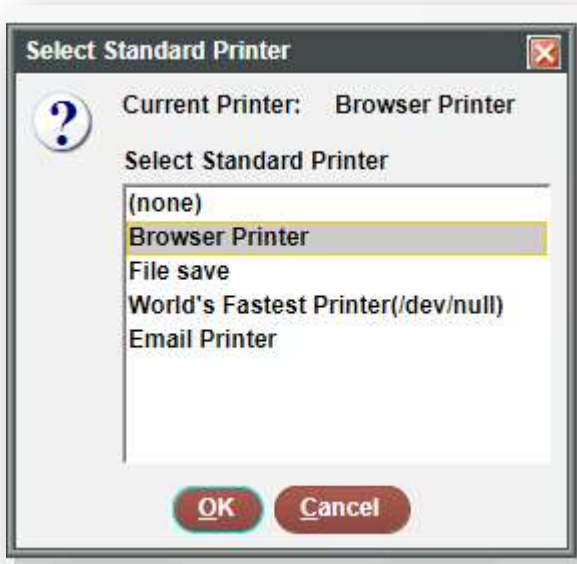 Select Standard Printer
Current Printer: Browser Printer
Select Standard Printer
(none)
Browser Printer
File save
World's Fastest Printer(/dev/null)
Email Printer
OK Cancel